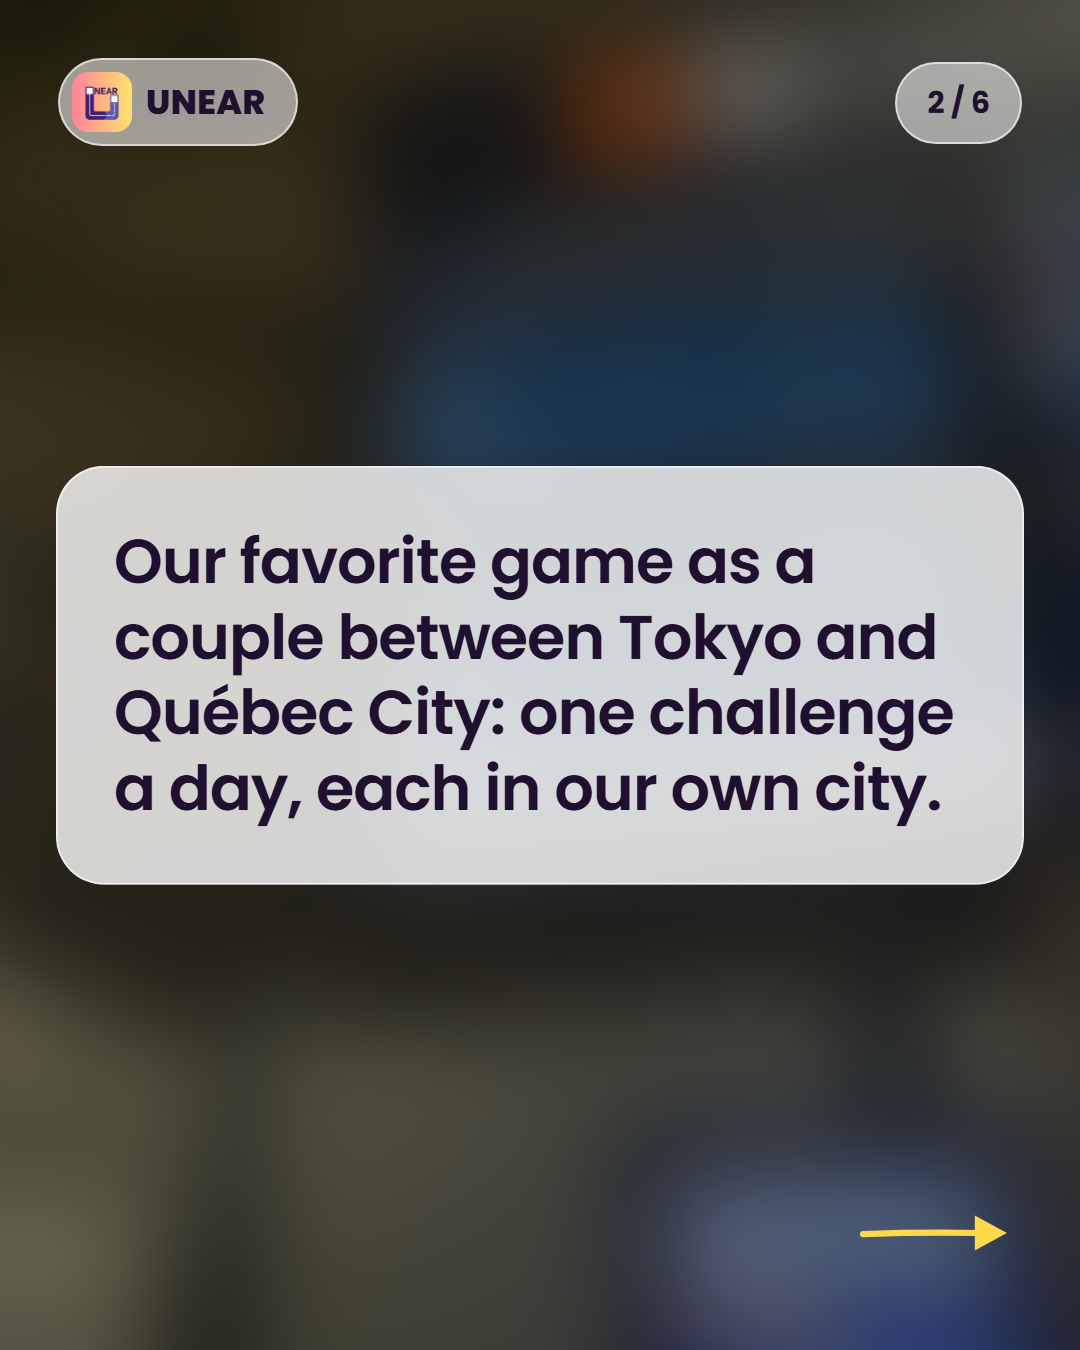 UNEAR
UNEAR
2 / 6
Our favorite game as a
couple between Tokyo and
Québec City: one challenge
a day, each in our own city.